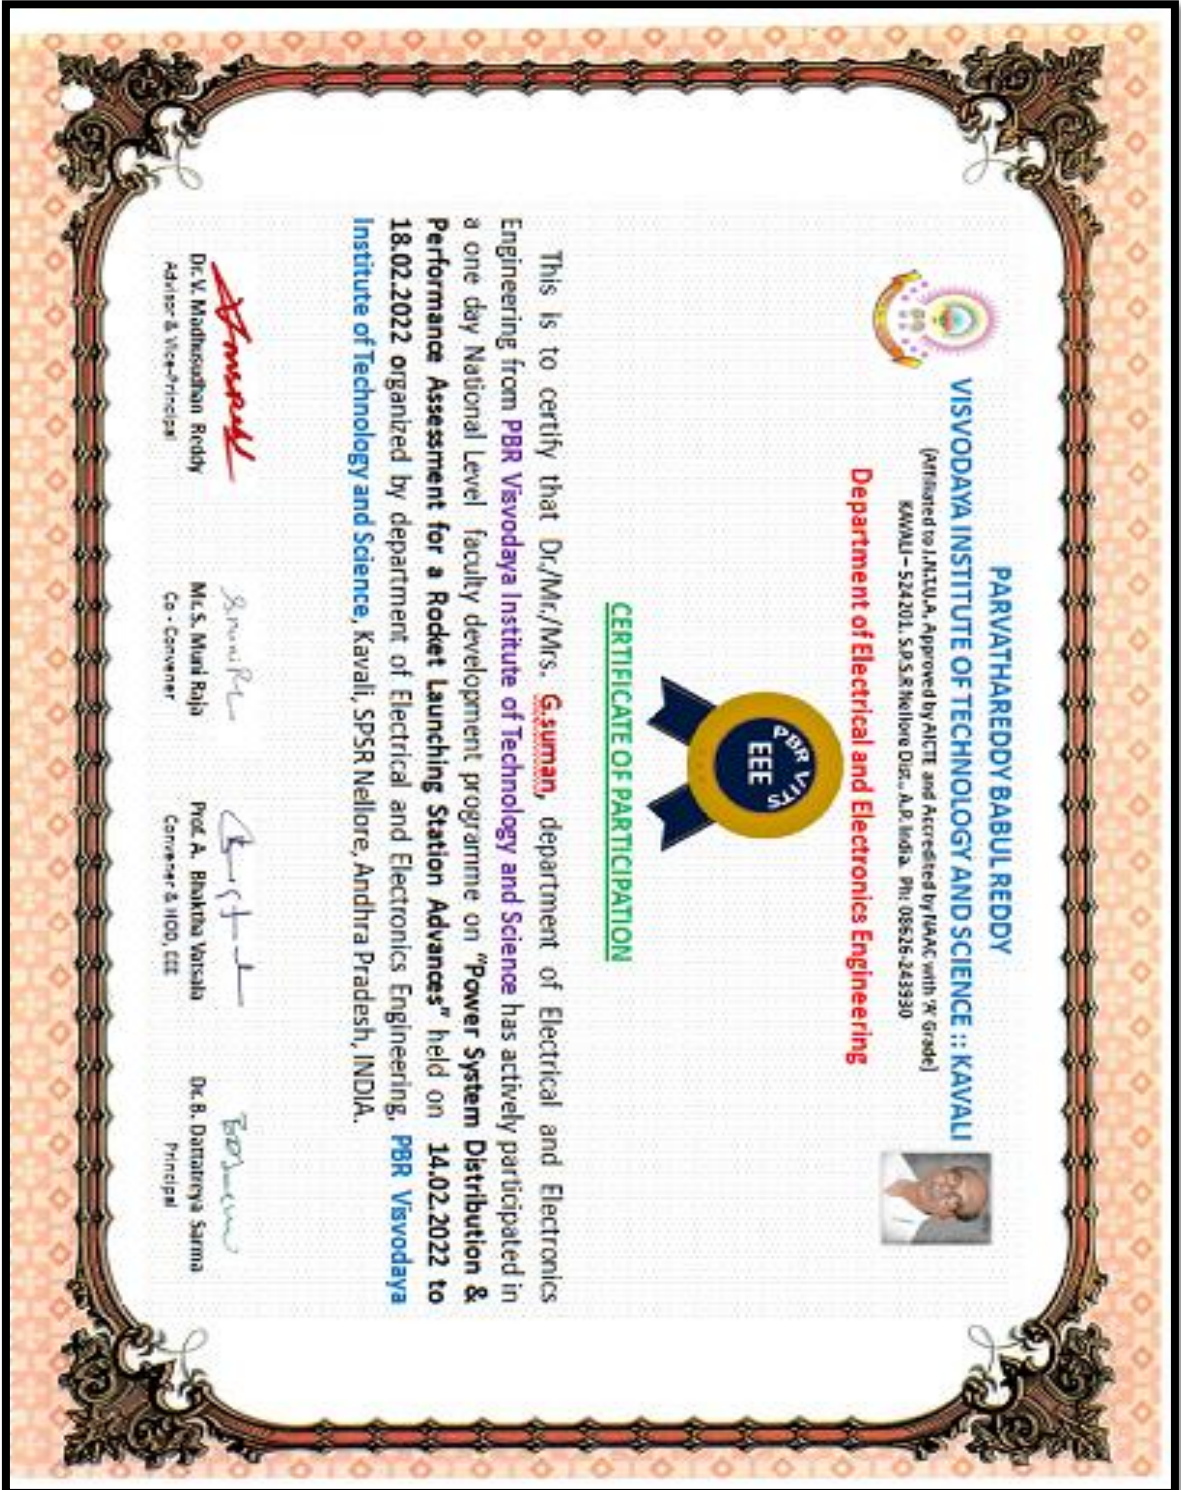 PARVATHAREDDY BABUL REDDY
VISVODAYA INSTITUTE OF TECHNOLOGY AND SCIENCE :: KAVALI
(Affiliated to J.N.T.U.A, Approved by AICTE and Accredited by NAAC with 'A' Grade)
KAVALI – 524201, S.P.S.R Nellore Dist., A.P. India. Ph: 08626-243930
Department of Electrical and Electronics Engineering
PBR VITS
EEE
CERTIFICATE OF PARTICIPATION
This is to certify that Dr./Mr./Mrs. G.suman, department of Electrical and Electronics
Engineering from PBR Visvodaya Institute of Technology and Science has actively participated in
a one day National Level faculty development programme on "Power System Distribution &
Performance Assessment for a Rocket Launching Station Advances" held on 14.02.2022 to
18.02.2022 organized by department of Electrical and Electronics Engineering, PBR Visvodaya
Institute of Technology and Science, Kavali, SPSR Nellore, Andhra Pradesh, INDIA.
Dr. V. Madhusudhan Reddy Mr. S. Muni Raja Prof. A. Bhaktha Vatsala Dr. B. Dattatreya Sarma
Advisor & Vice-Principal Co - Convener Convener & HOD, EEE Principal